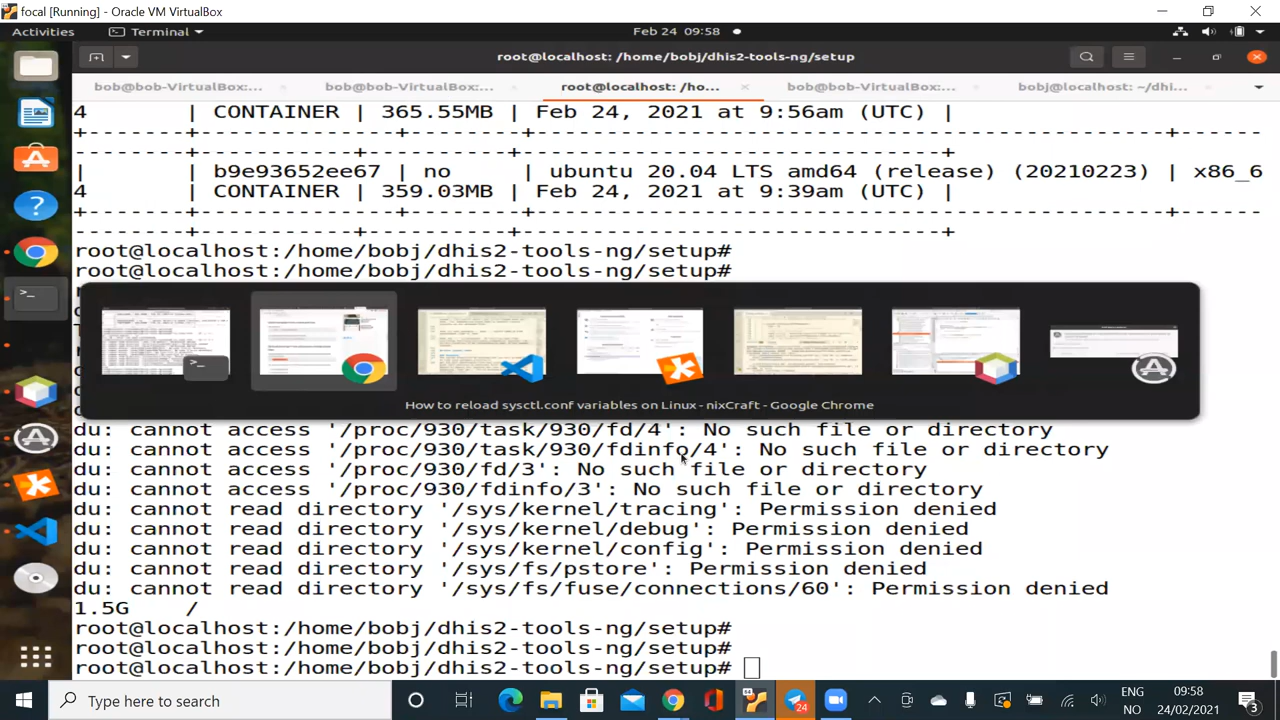 focal [Running] - Oracle VM VirtualBox
Activities Terminal Feb 24 09:58
root@localhost: /home/bobj/dhis2-tools-ng/setup
bob@bob-VirtualBox:... bob@bob-VirtualBox:... root@localhost: /ho... bob@bob-VirtualBox:... bobj@localhost: ~/dhi...
4 | CONTAINER | 365.55MB | Feb 24, 2021 at 9:56am (UTC) |
+-------+--------------+------+-----------------------------------------------+------
--------+-----------+----------+------------------------------+
| | b9e93652ee67 | no | ubuntu 20.04 LTS amd64 (release) (20210223) | x86_6
4 | CONTAINER | 359.03MB | Feb 24, 2021 at 9:39am (UTC) |
+-------+--------------+------+-----------------------------------------------+------
--------+-----------+----------+------------------------------+
root@localhost:/home/bobj/dhis2-tools-ng/setup#
root@localhost:/home/bobj/dhis2-tools-ng/setup#
How to reload sysctl.conf variables on Linux - nixCraft - Google Chrome
du: cannot access '/proc/930/task/930/fd/4': No such file or directory
du: cannot access '/proc/930/task/930/fdinfo/4': No such file or directory
du: cannot access '/proc/930/fd/3': No such file or directory
du: cannot access '/proc/930/fdinfo/3': No such file or directory
du: cannot read directory '/sys/kernel/tracing': Permission denied
du: cannot read directory '/sys/kernel/debug': Permission denied
du: cannot read directory '/sys/kernel/config': Permission denied
du: cannot read directory '/sys/fs/pstore': Permission denied
du: cannot read directory '/sys/fs/fuse/connections/60': Permission denied
1.5G /
root@localhost:/home/bobj/dhis2-tools-ng/setup#
root@localhost:/home/bobj/dhis2-tools-ng/setup#
root@localhost:/home/bobj/dhis2-tools-ng/setup#
Type here to search 24 ENG 09:58
NO 24/02/2021 3